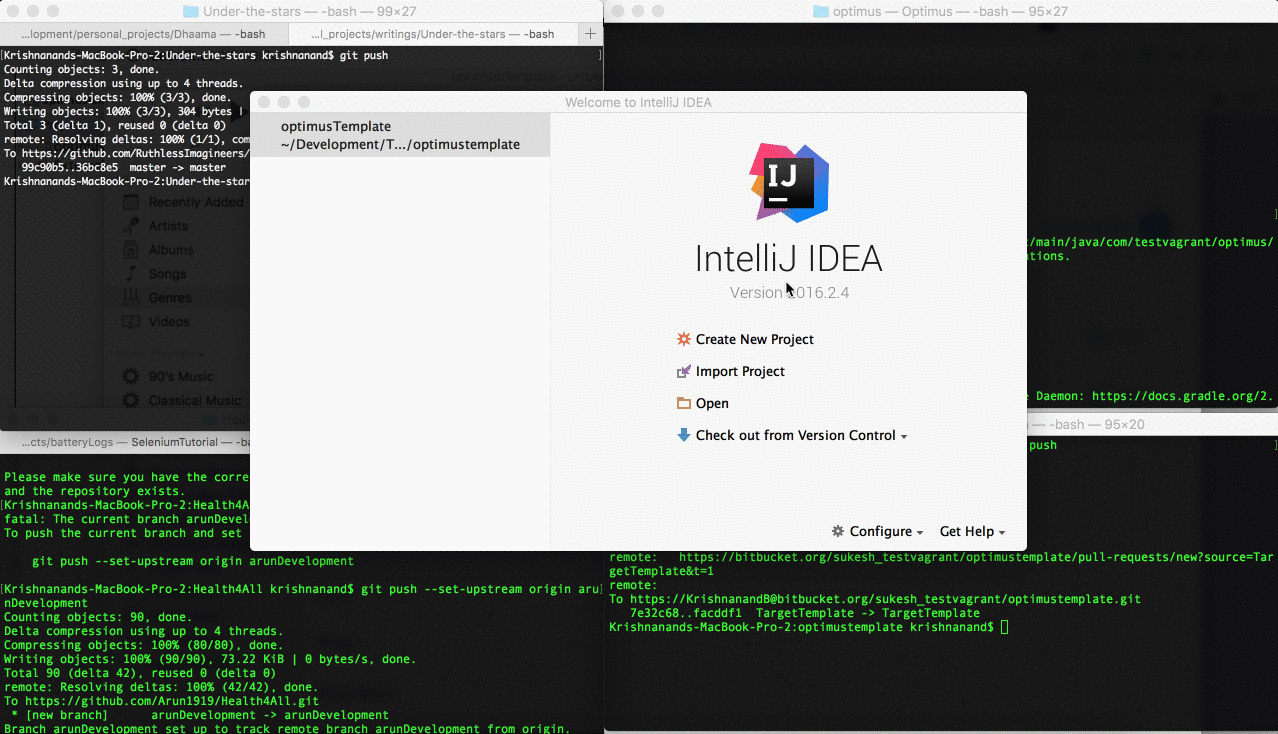 Under-the-stars — -bash — 99×27
...lopment/personal_projects/Dhaama — -bash
...l_projects/writings/Under-the-stars — -bash
[Krishnanands-MacBook-Pro-2:Under-the-stars krishnanand$ git push ]
Counting objects: 3, done.
Delta compression using up to 4 threads.
Compressing objects: 100% (3/3), done.
Writing objects: 100% (3/3), 304 bytes |
Total 3 (delta 1), reused 0 (delta 0)
remote: Resolving deltas: 100% (1/1), com
To https://github.com/RuthlessImagineers/
99c90b5..36bc8e5 master -> master
Krishnanands-MacBook-Pro-2:Under-the-star
Recently Added
Artists
Albums
Songs
Genres
Videos
90's Music
Classical Music
optimus — Optimus — -bash — 95×27
/main/java/com/testvagrant/optimus/
ations.
Daemon: https://docs.gradle.org/2.
Welcome to IntelliJ IDEA
optimusTemplate
~/Development/T.../optimustemplate
IJ
IntelliJ IDEA
Version 2016.2.4
Create New Project
Import Project
Open
Check out from Version Control
Configure
Get Help
...cts/batteryLogs — SeleniumTutorial — -ba
Please make sure you have the corre
and the repository exists.
[Krishnanands-MacBook-Pro-2:Health4A
fatal: The current branch arunDevel
To push the current branch and set
git push --set-upstream origin arunDevelopment
[Krishnanands-MacBook-Pro-2:Health4All krishnanand$ git push --set-upstream origin aru]
nDevelopment
Counting objects: 90, done.
Delta compression using up to 4 threads.
Compressing objects: 100% (80/80), done.
Writing objects: 100% (90/90), 73.22 KiB | 0 bytes/s, done.
Total 90 (delta 42), reused 0 (delta 0)
remote: Resolving deltas: 100% (42/42), done.
To https://github.com/Arun1919/Health4All.git
* [new branch] arunDevelopment -> arunDevelopment
Branch arunDevelopment set up to track remote branch arunDevelopment from origin.
— -bash — 95×20
push ]
remote: https://bitbucket.org/sukesh_testvagrant/optimustemplate/pull-requests/new?source=Tar
getTemplate&t=1
remote:
To https://KrishnanandB@bitbucket.org/sukesh_testvagrant/optimustemplate.git
7e32c68..facddf1 TargetTemplate -> TargetTemplate
Krishnanands-MacBook-Pro-2:optimustemplate krishnanand$